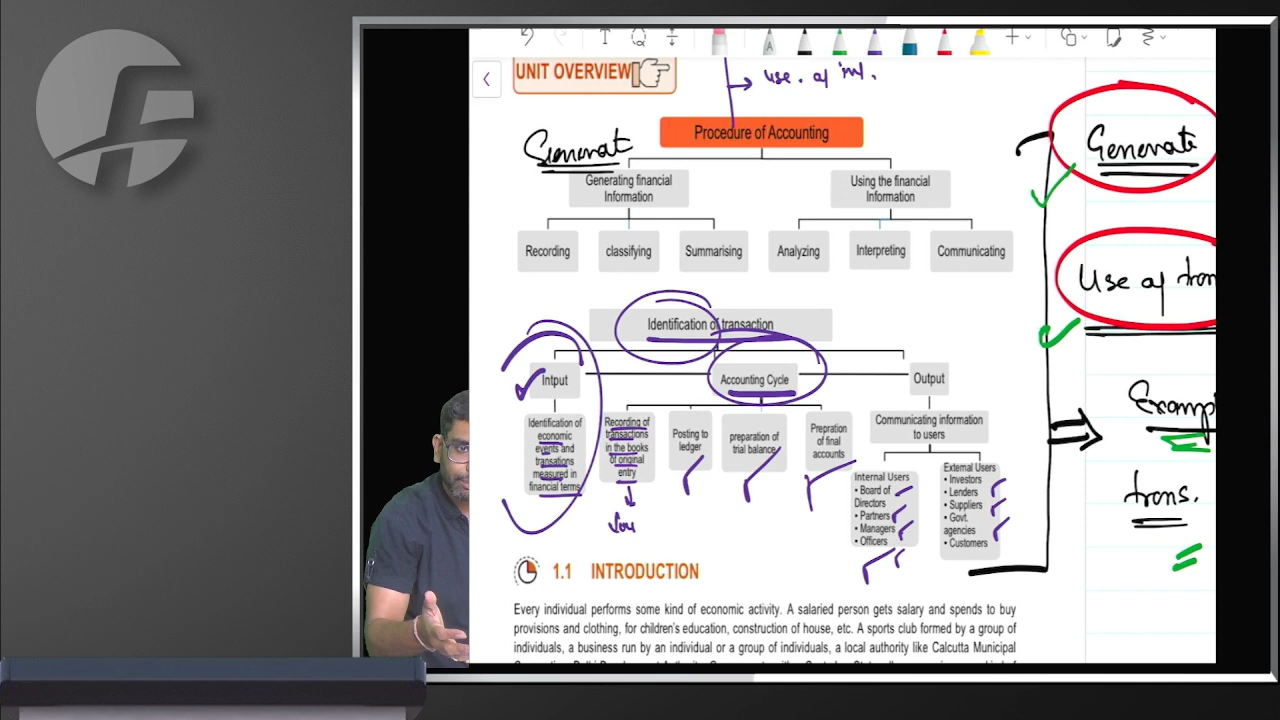 UNIT OVERVIEW
use. of inf.
Procedure of Accounting
Generat
Generating financial
Information
Using the financial
Information
Recording
classifying
Summarising
Analyzing
Interpreting
Communicating
Identification of transaction
Intput
Accounting Cycle
Output
Identification of
economic
events and
transations
measured in
financial terms
Recording of
transactions
in the books
of original
entry
Posting to
ledger
preparation of
trial balance
Prepration
of final
accounts
Communicating information
to users
Internal Users
• Board of
Directors
• Partners
• Managers
• Officers
External Users
• Investors
• Lenders
• Suppliers
• Govt.
agencies
• Customers
Jou
1.1 INTRODUCTION
Every individual performs some kind of economic activity. A salaried person gets salary and spends to buy
provisions and clothing, for children's education, construction of house, etc. A sports club formed by a group of
individuals, a business run by an individual or a group of individuals, a local authority like Calcutta Municipal
Generate
Use of tran
Examp
trans.